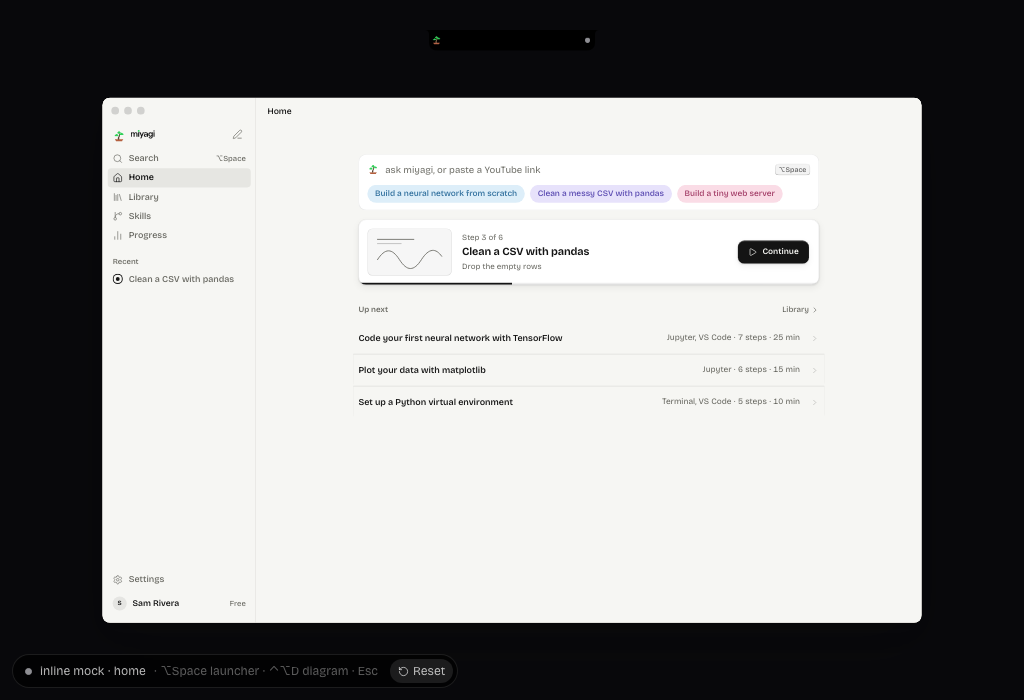 Home
miyagi
Search ⌥Space
Home
Library
Skills
Progress
Recent
Clean a CSV with pandas
ask miyagi, or paste a YouTube link ⌥Space
Build a neural network from scratch Clean a messy CSV with pandas Build a tiny web server
Step 3 of 6
Clean a CSV with pandas
Drop the empty rows
Continue
Up next Library
Code your first neural network with TensorFlow Jupyter, VS Code · 7 steps · 25 min
Plot your data with matplotlib Jupyter · 6 steps · 15 min
Set up a Python virtual environment Terminal, VS Code · 5 steps · 10 min
Settings
S Sam Rivera Free
inline mock · home · ⌥Space launcher · ^⌥D diagram · Esc Reset